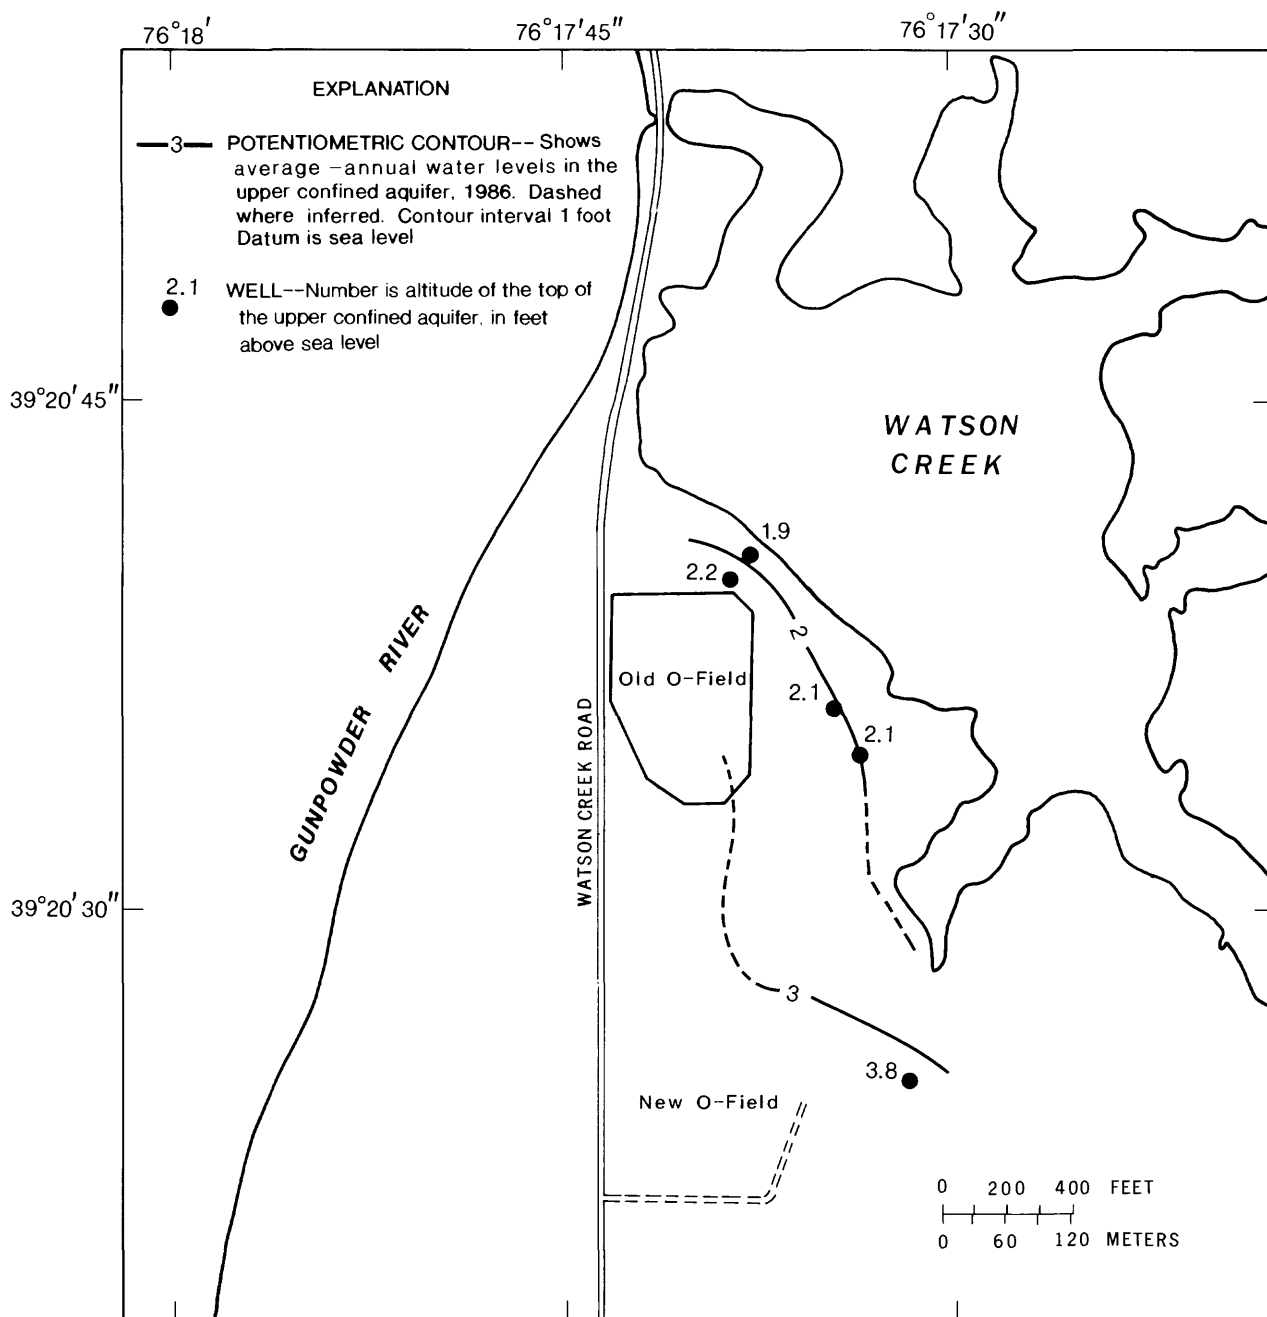 76°18'
76°17'45"
76°17'30"
EXPLANATION
3
POTENTIOMETRIC CONTOUR-- Shows
average -annual water levels in the
upper confined aquifer, 1986. Dashed
where inferred. Contour interval 1 foot
Datum is sea level
2.1
WELL--Number is altitude of the top of
the upper confined aquifer, in feet
above sea level
39°20'45"
WATSON
CREEK
1.9
2.2
2
GUNPOWDER RIVER
Old O-Field
2.1
2.1
WATSON CREEK ROAD
39°20'30"
3
3.8
New O-Field
0 200 400 FEET
0 60 120 METERS